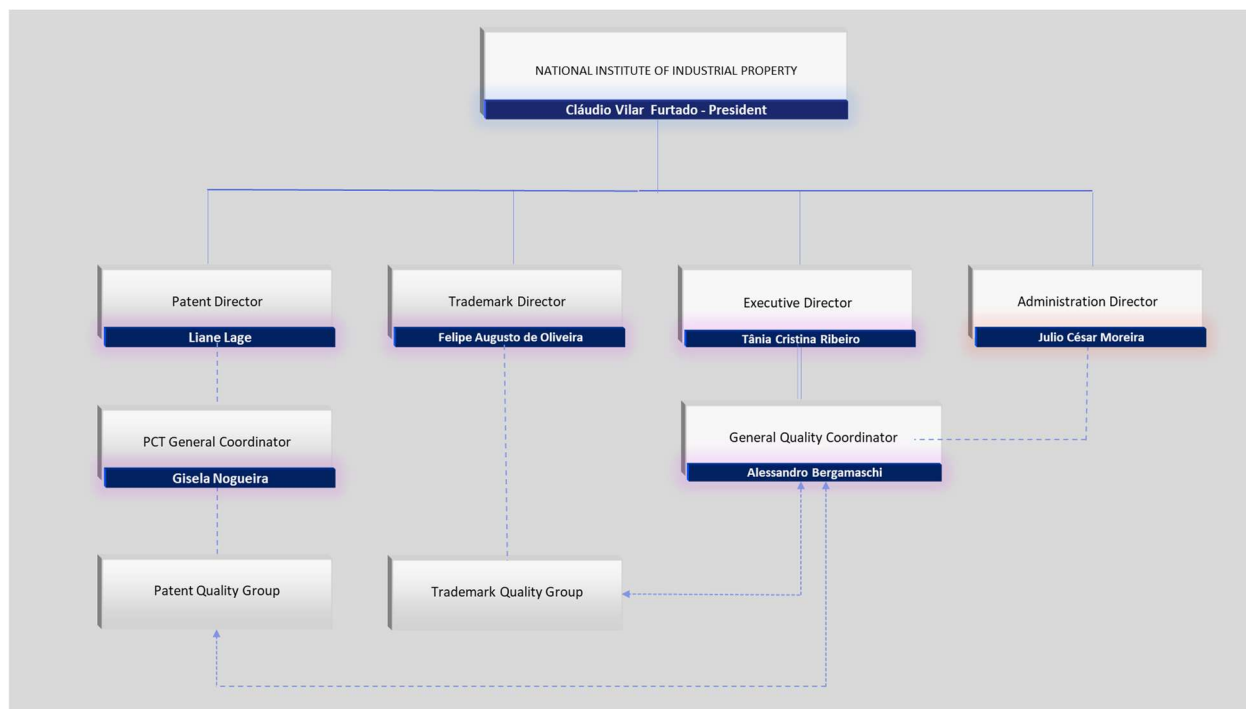 NATIONAL INSTITUTE OF INDUSTRIAL PROPERTY
Cláudio Vilar Furtado - President
Patent Director
Liane Lage
Trademark Director
Felipe Augusto de Oliveira
Executive Director
Tânia Cristina Ribeiro
Administration Director
Julio César Moreira
PCT General Coordinator
Gisela Nogueira
General Quality Coordinator
Alessandro Bergamaschi
Patent Quality Group
Trademark Quality Group